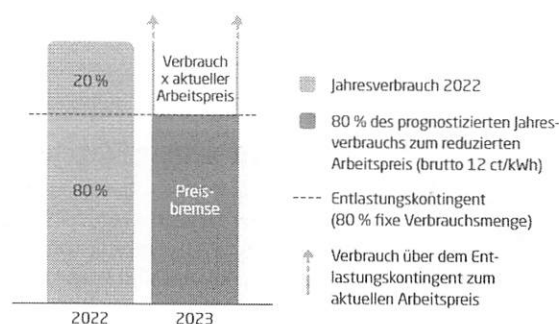 20 %
80 %
Verbrauch
x aktueller
Arbeitspreis
Preis-
bremse
2022
2023
Jahresverbrauch 2022
80 % des prognostizierten Jahres-
verbrauchs zum reduzierten
Arbeitspreis (brutto 12 ct/kWh)
Entlastungskontingent
(80 % fixe Verbrauchsmenge)
Verbrauch über dem Ent-
lastungskontingent zum
aktuellen Arbeitspreis